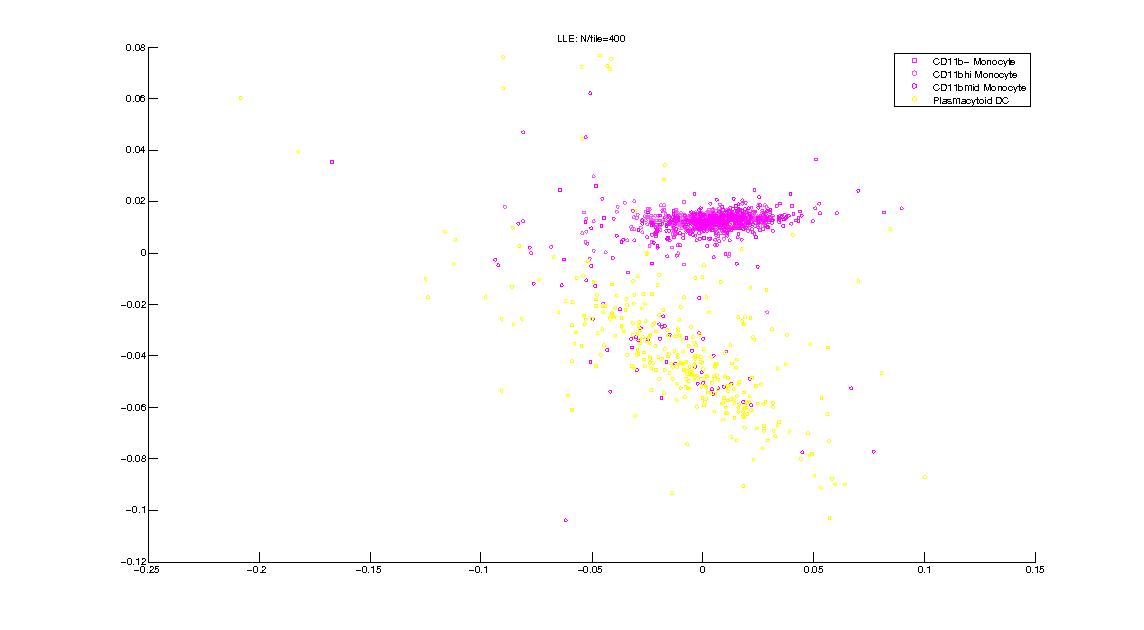 LLE: N/file=400
CD11b− Monocyte
CD11bhi Monocyte
CD11bmid Monocyte
Plasmacytoid DC
0.08
0.06
0.04
0.02
0
−0.02
−0.04
−0.06
−0.08
−0.1
−0.12
−0.25 −0.2 −0.15 −0.1 −0.05 0 0.05 0.1 0.15